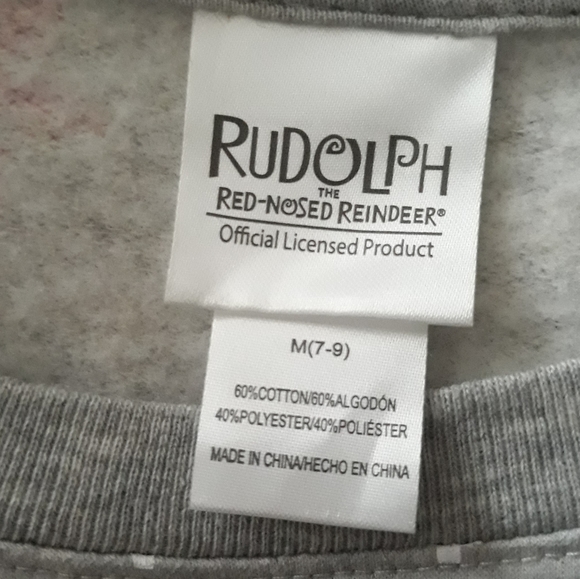 RUDOLPH
THE
RED-NOSED REINDEER®
Official Licensed Product
M(7-9)
60%COTTON/60%ALGODÓN
40%POLYESTER/40%POLIÉSTER
MADE IN CHINA/HECHO EN CHINA